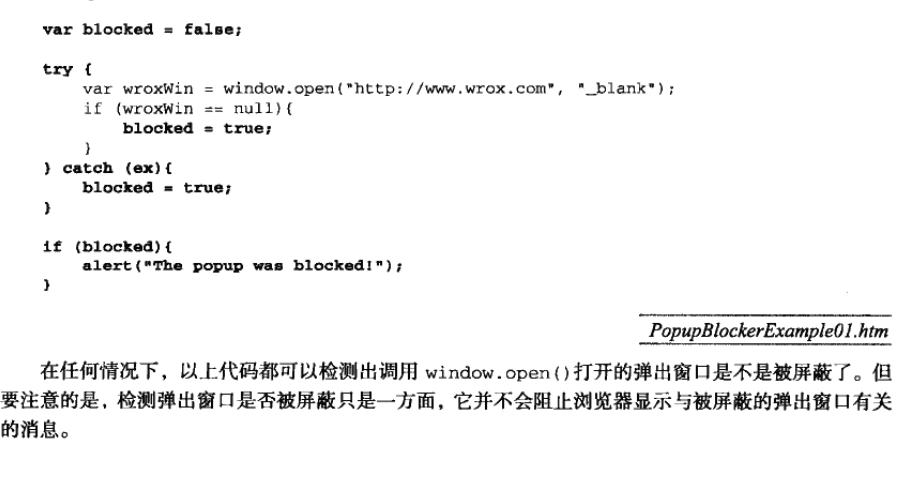 var blocked = false;
try {
var wroxWin = window.open("http://www.wrox.com", "_blank");
if (wroxWin == null){
blocked = true;
}
} catch (ex){
blocked = true;
}
if (blocked){
alert("The popup was blocked!");
}
PopupBlockerExample01.htm
在任何情况下，以上代码都可以检测出调用 window.open()打开的弹出窗口是不是被屏蔽了。但
要注意的是，检测弹出窗口是否被屏蔽只是一方面，它并不会阻止浏览器显示与被屏蔽的弹出窗口有关
的消息。